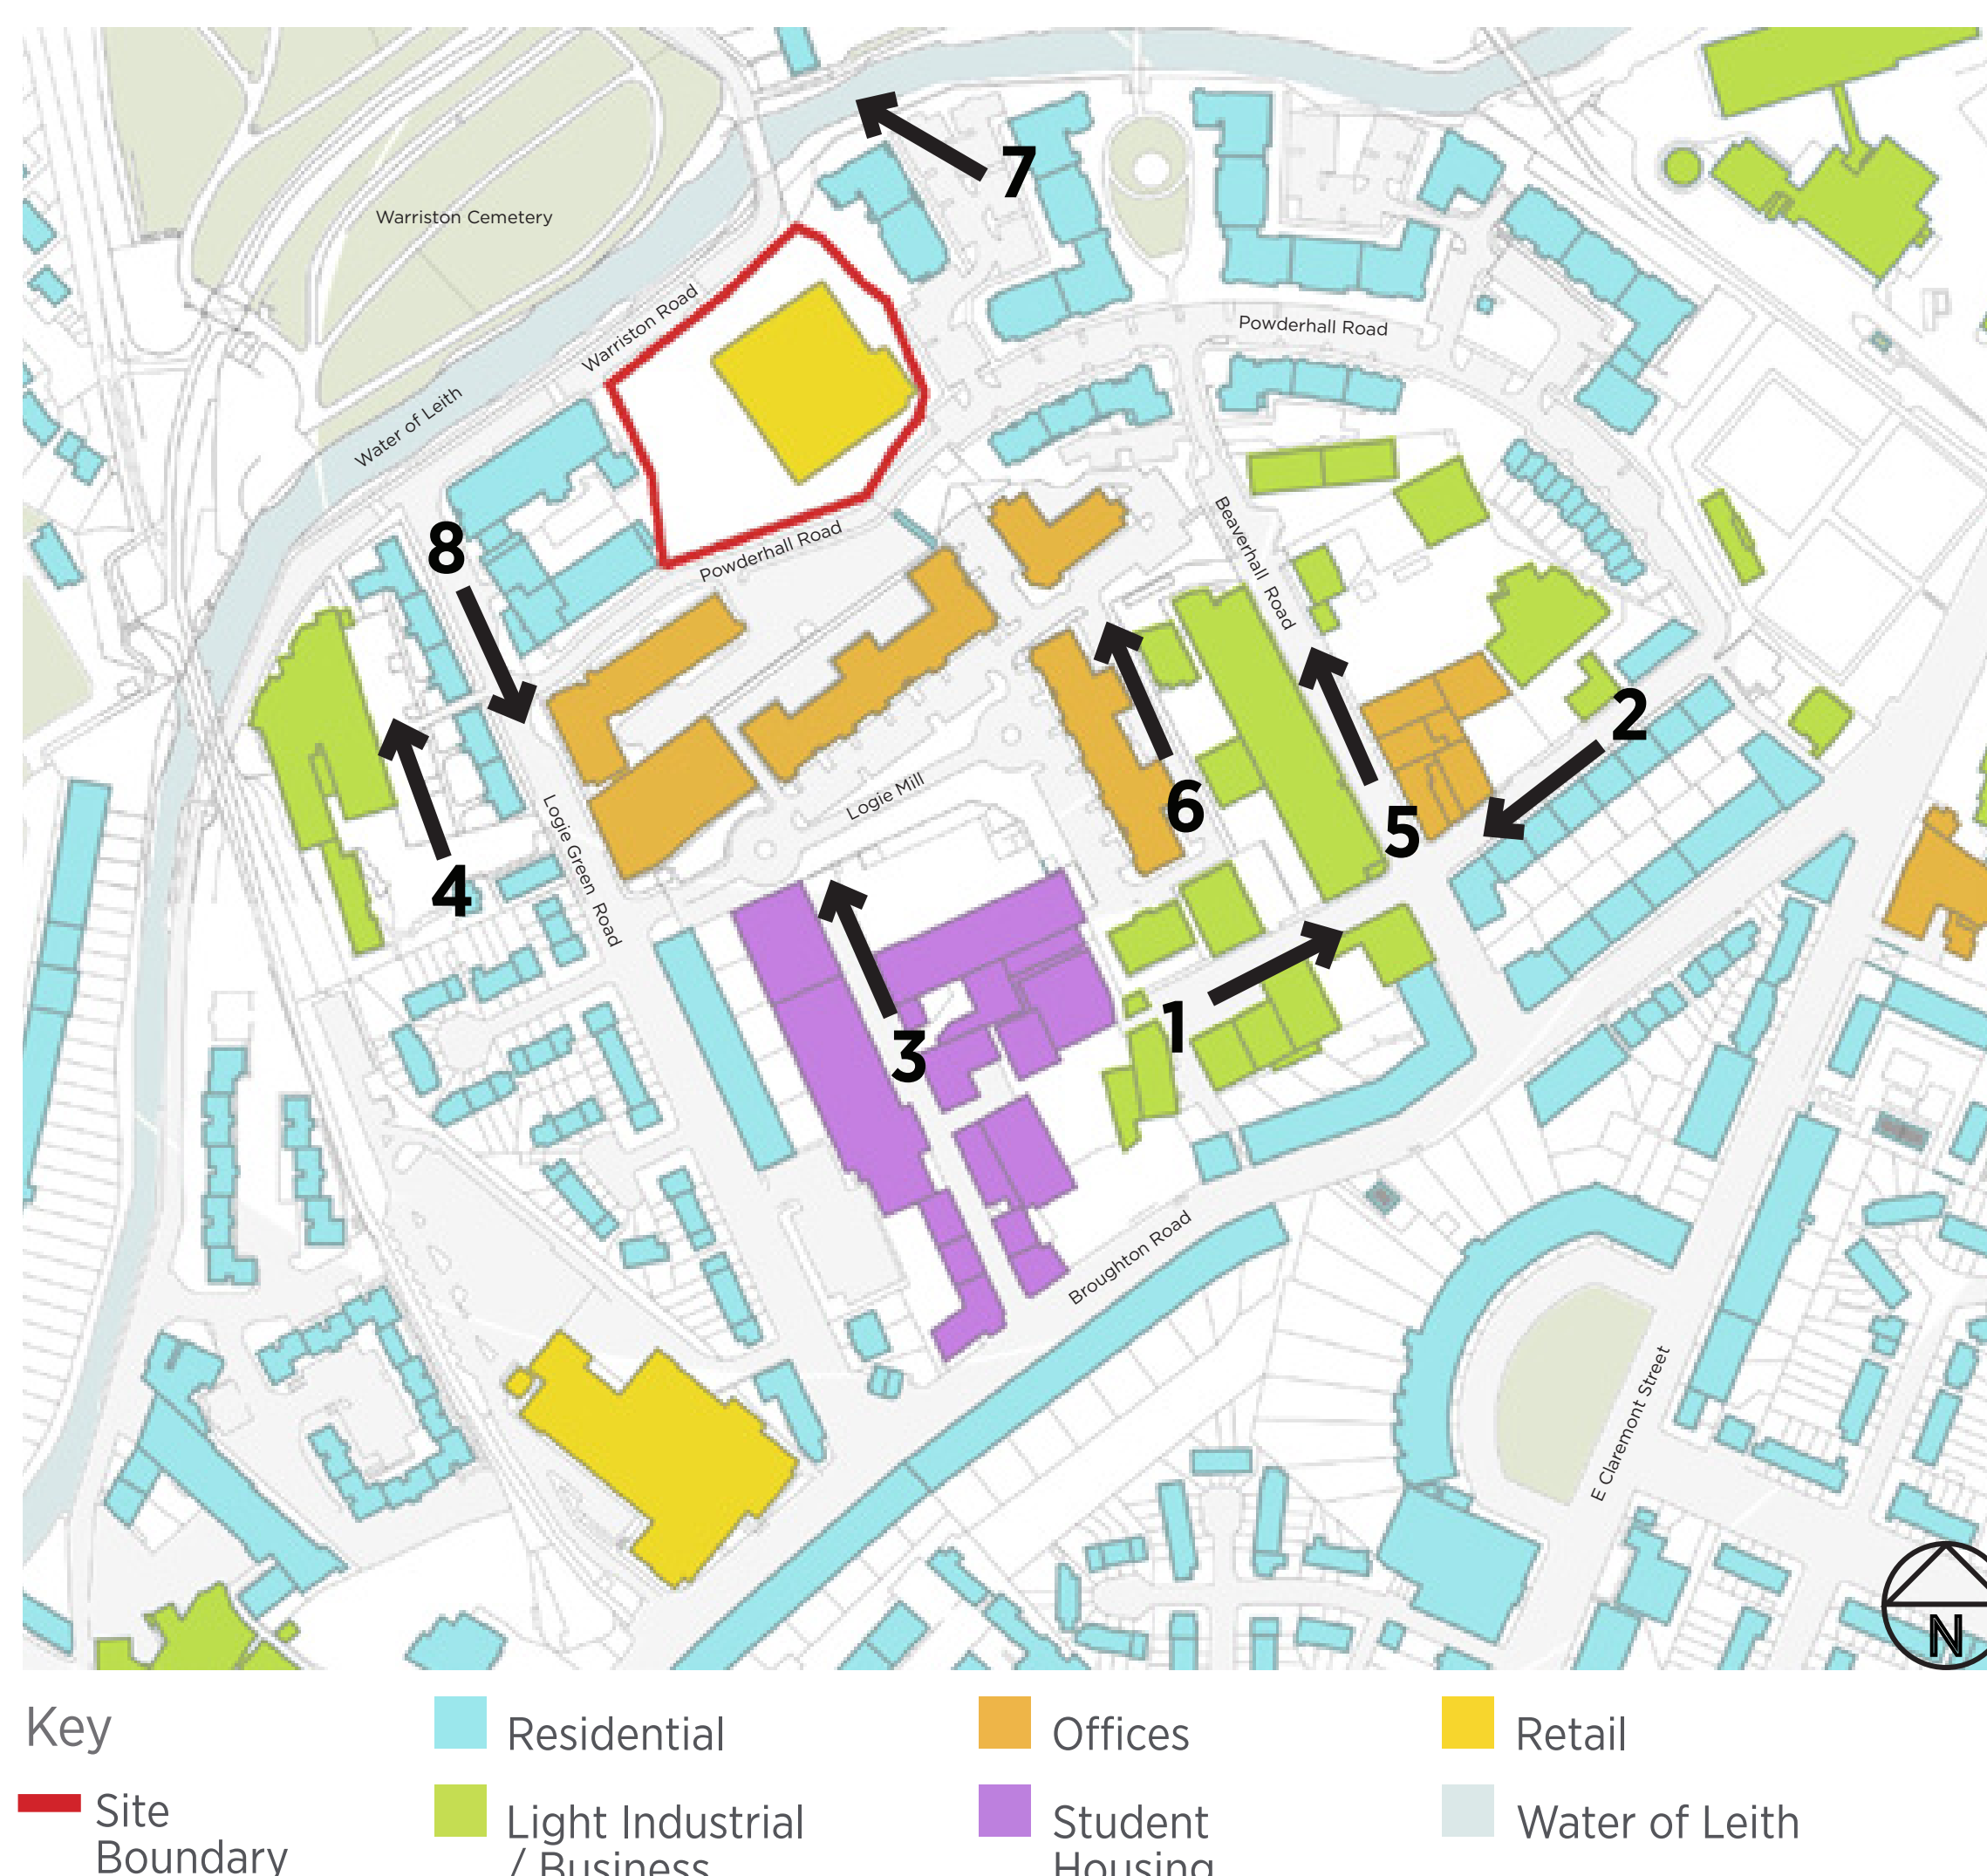 7
Warriston Cemetery
Warriston Road
Powderhall Road
Water of Leith
8
Powderhall Road
Beaverhall Road
2
Logie Mill
6
5
Logie Green Road
4
1
3
Broughton Road
E Claremont Street
N
Key
Residential
Offices
Retail
Site
Boundary
Light Industrial
/ Business
Student
Housing
Water of Leith